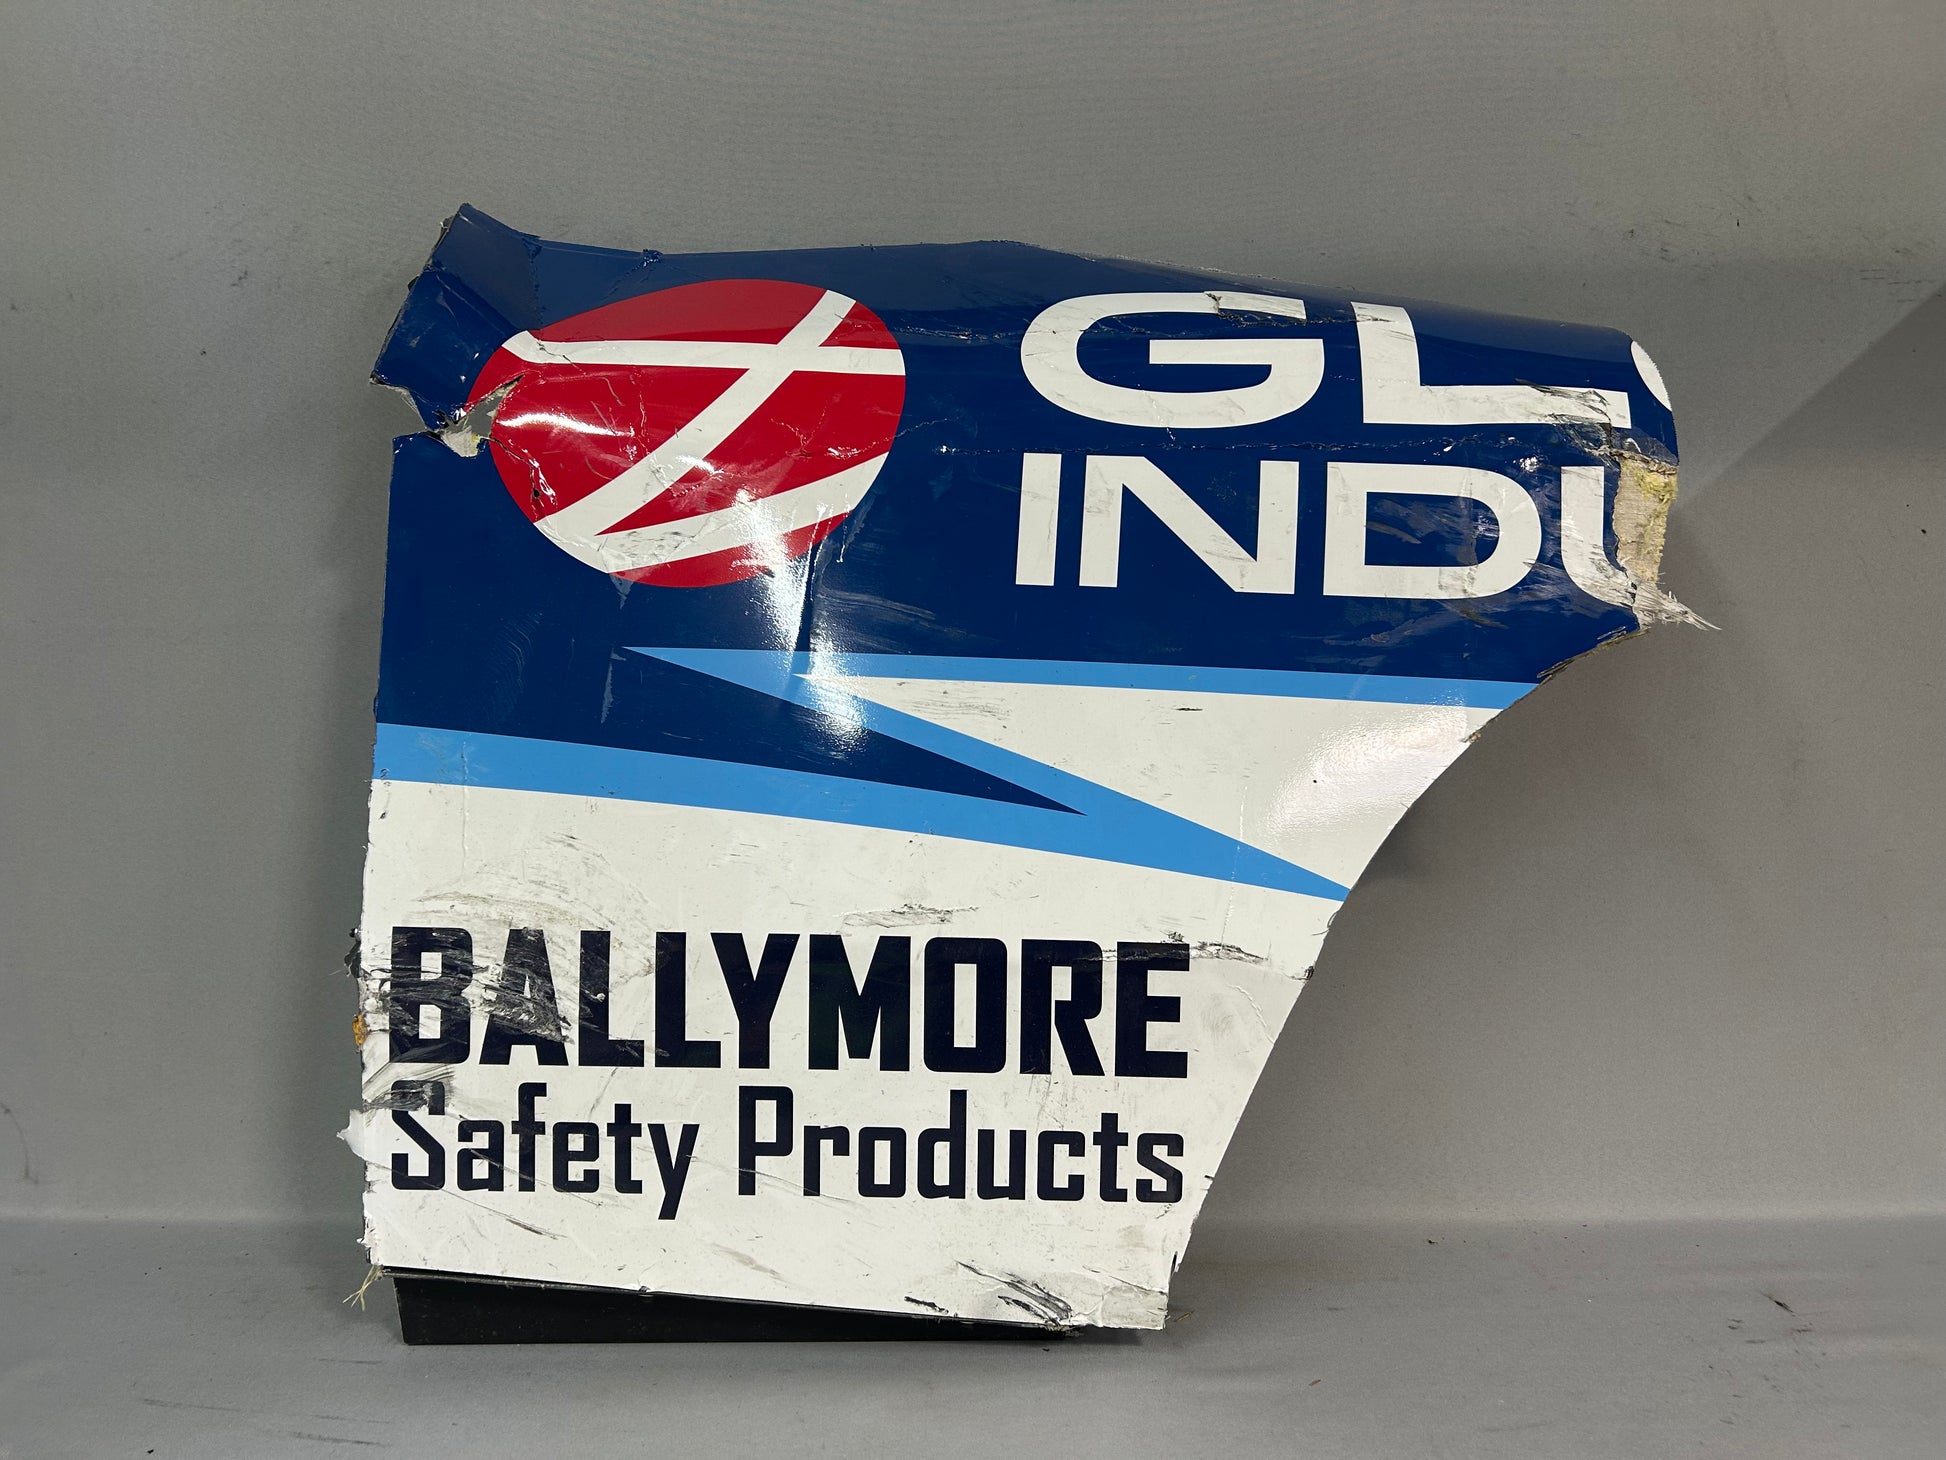 GL
INDU
BALLYMORE
Safety Products